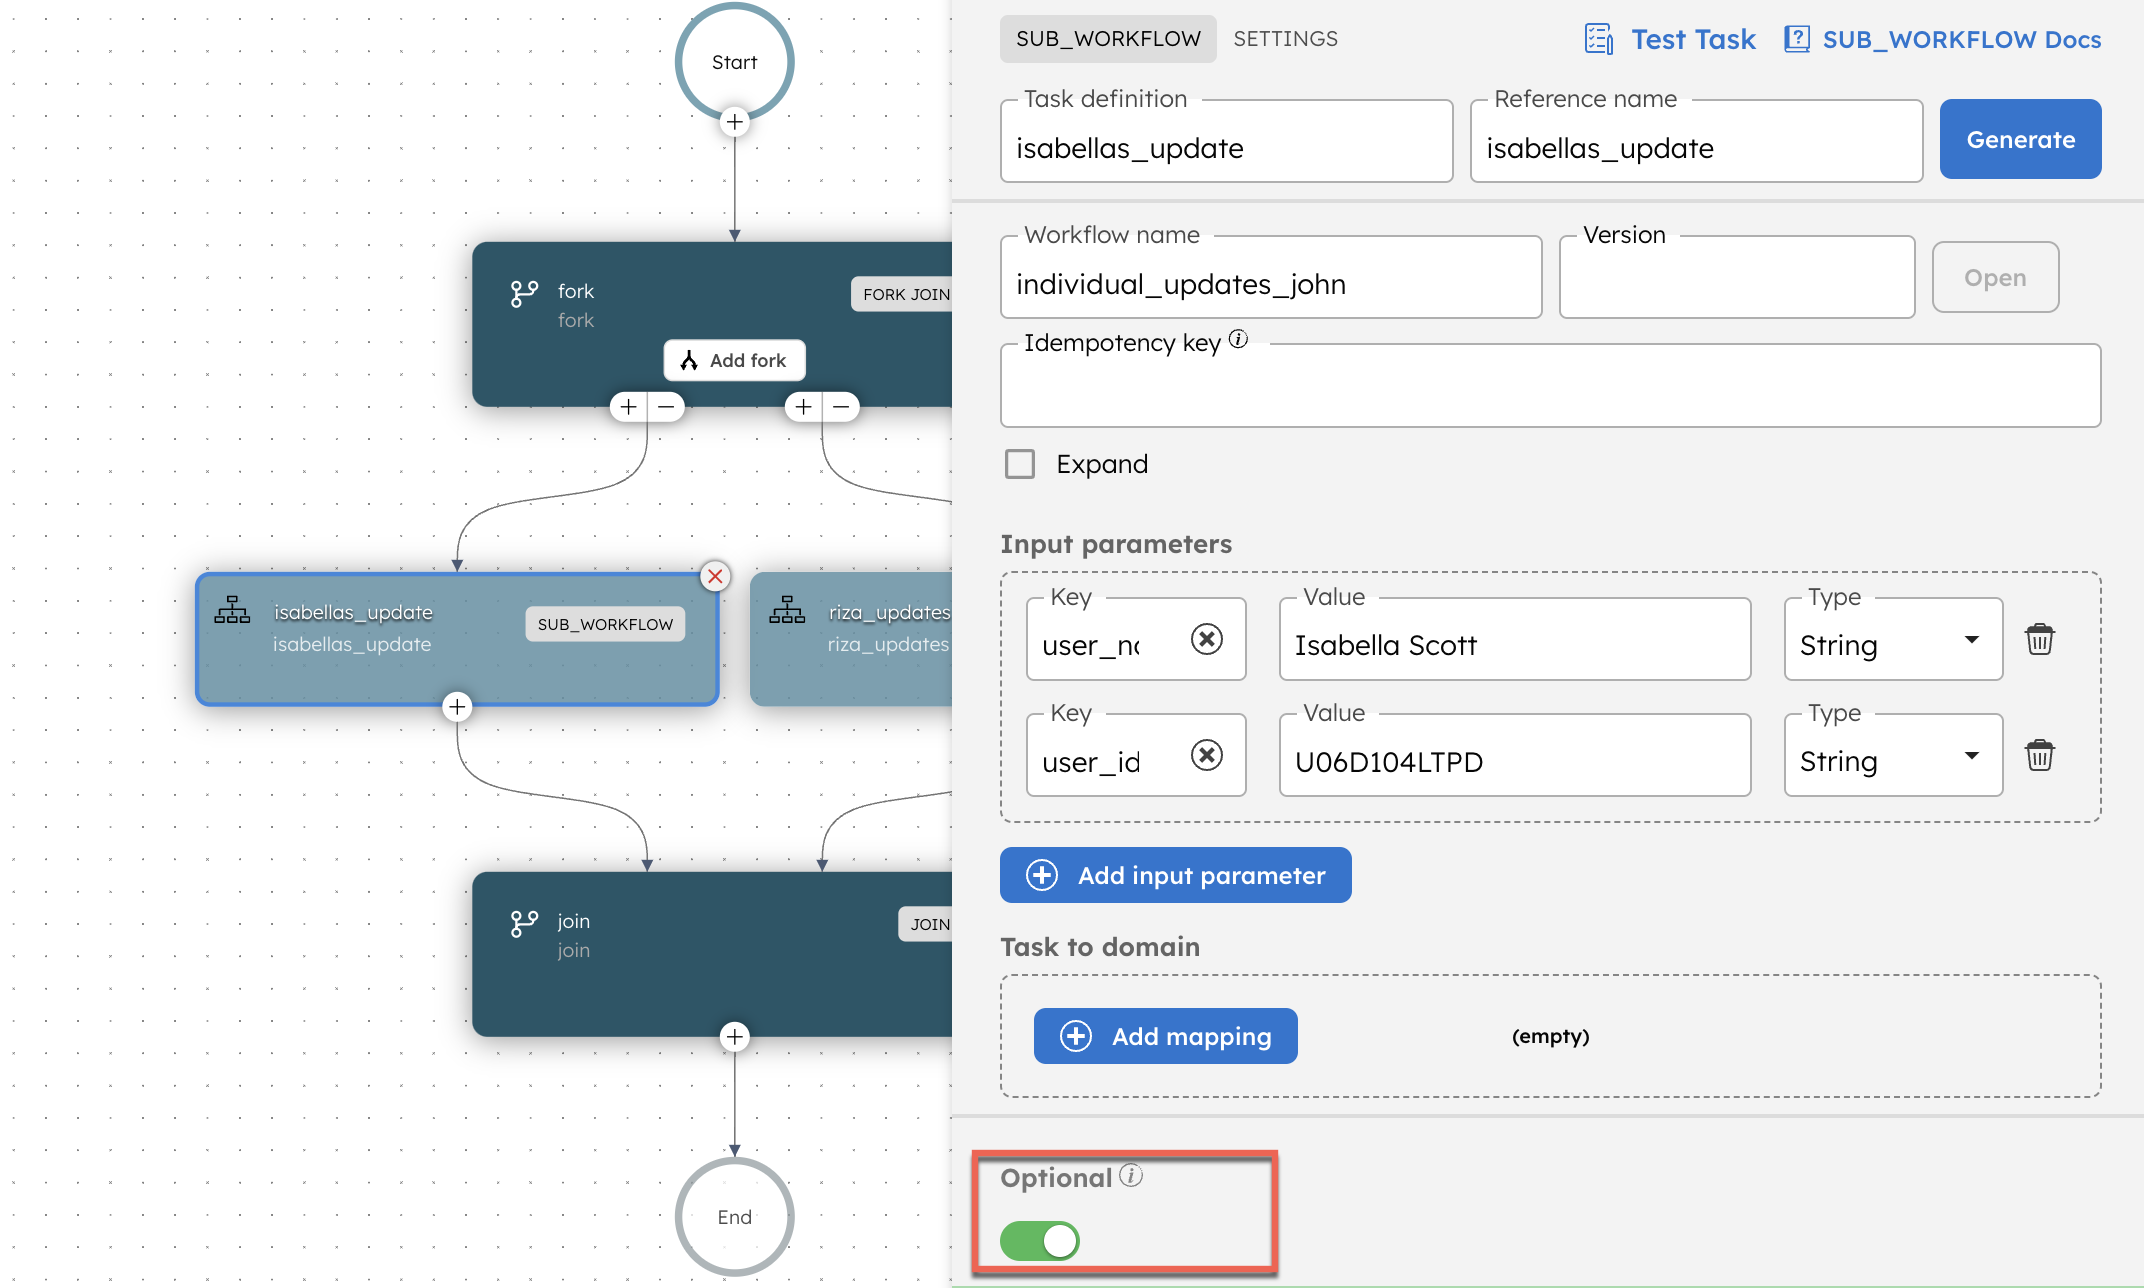 Start
fork
fork
FORK JOIN
Add fork
isabellas_update
isabellas_update
SUB_WORKFLOW
riza_updates
riza_updates
join
join
JOIN
End
SUB_WORKFLOW SETTINGS
Test Task
SUB_WORKFLOW Docs
Task definition
isabellas_update
Reference name
isabellas_update
Generate
Workflow name
individual_updates_john
Version
Open
Idempotency key
Expand
Input parameters
Key
user_na
Value
Isabella Scott
Type
String
Key
user_id
Value
U06D104LTPD
Type
String
Add input parameter
Task to domain
Add mapping
(empty)
Optional